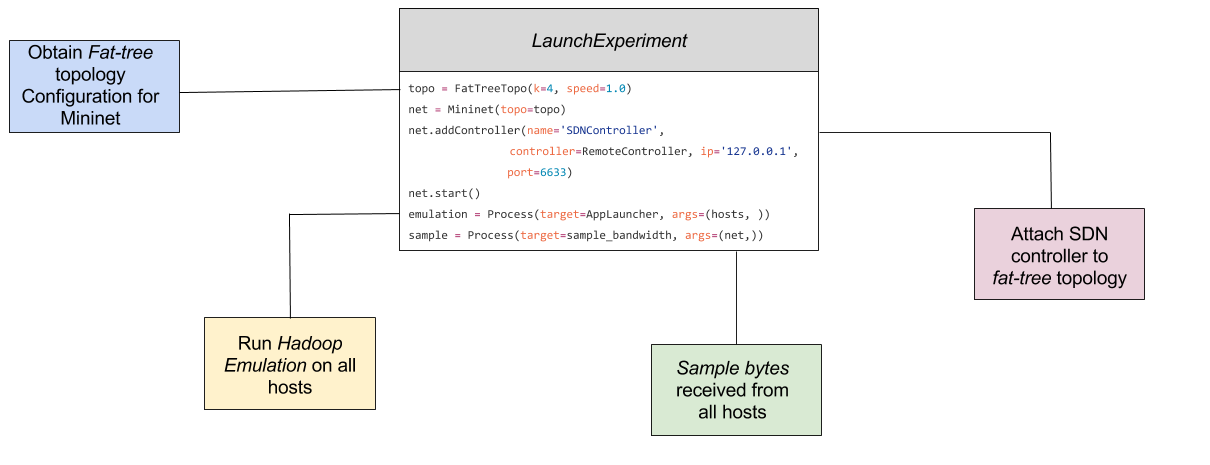 LaunchExperiment
Obtain Fat-tree
topology
Configuration for
Mininet
topo = FatTreeTopo(k=4, speed=1.0)
net = Mininet(topo=topo)
net.addController(name='SDNController',
controller=RemoteController, ip='127.0.0.1',
port=6633)
net.start()
emulation = Process(target=AppLauncher, args=(hosts, ))
sample = Process(target=sample_bandwidth, args=(net,))
Attach SDN
controller to
fat-tree topology
Run Hadoop
Emulation on all
hosts
Sample bytes
received from
all hosts